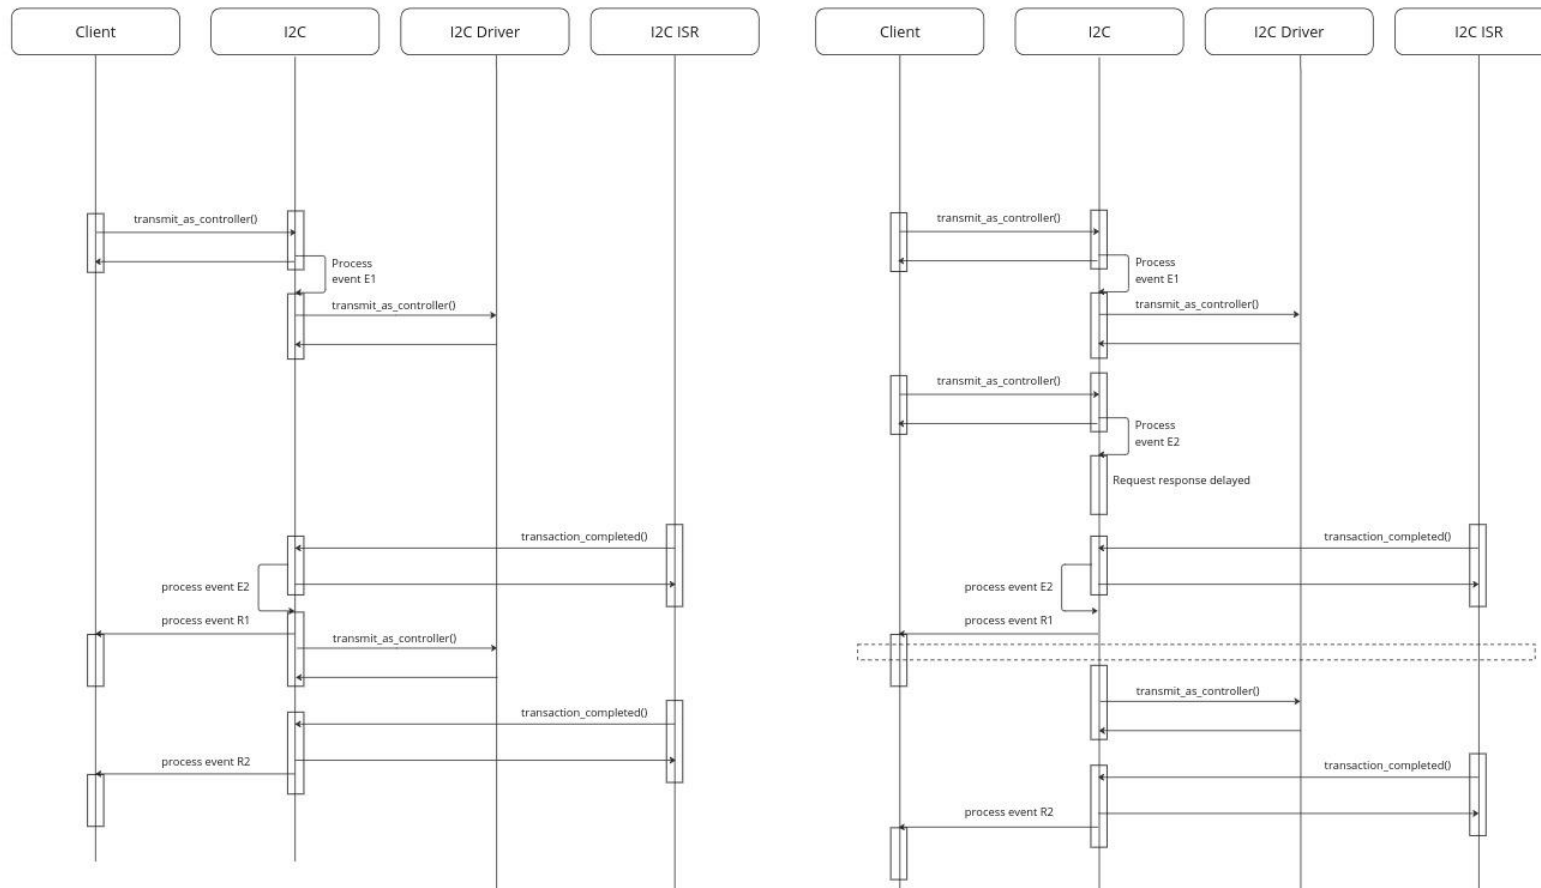 Client
I2C
I2C Driver
I2C ISR
transmit_as_controller()
Process
event E1
transmit_as_controller()
transaction_completed()
process event E2
process event R1
transmit_as_controller()
transaction_completed()
process event R2
Client
I2C
I2C Driver
I2C ISR
transmit_as_controller()
Process
event E1
transmit_as_controller()
transmit_as_controller()
Process
event E2
Request response delayed
transaction_completed()
process event E2
process event R1
transmit_as_controller()
transaction_completed()
process event R2